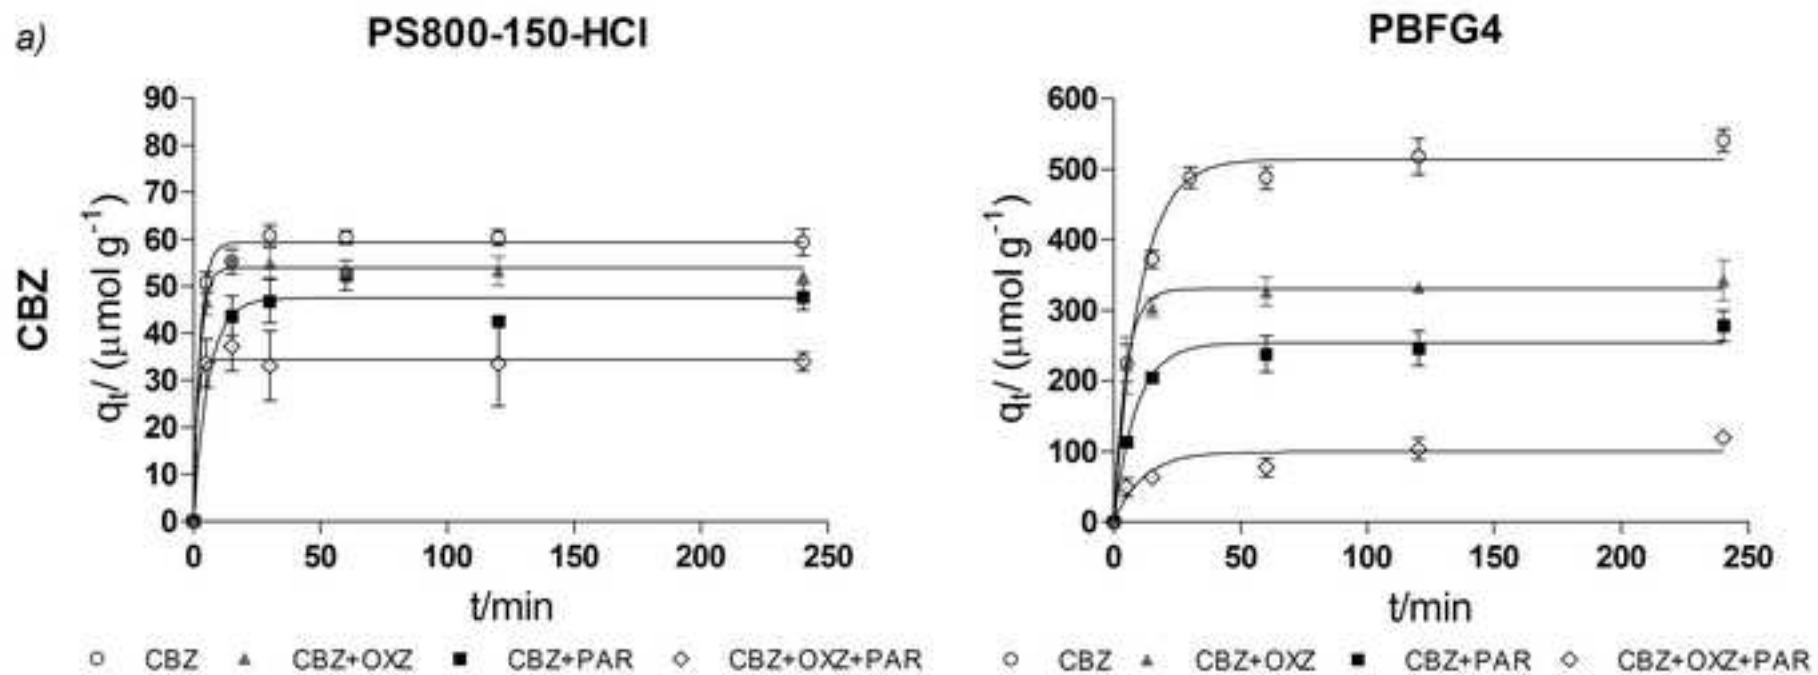 a)
PS800-150-HCl
PBFG4
CBZ
qt/ (μmol g-1)
90
80
70
60
50
40
30
20
10
0
0 50 100 150 200 250
t/min
CBZ CBZ+OXZ CBZ+PAR CBZ+OXZ+PAR
qt/ (μmol g-1)
600
500
400
300
200
100
0
0 50 100 150 200 250
t/min
CBZ CBZ+OXZ CBZ+PAR CBZ+OXZ+PAR